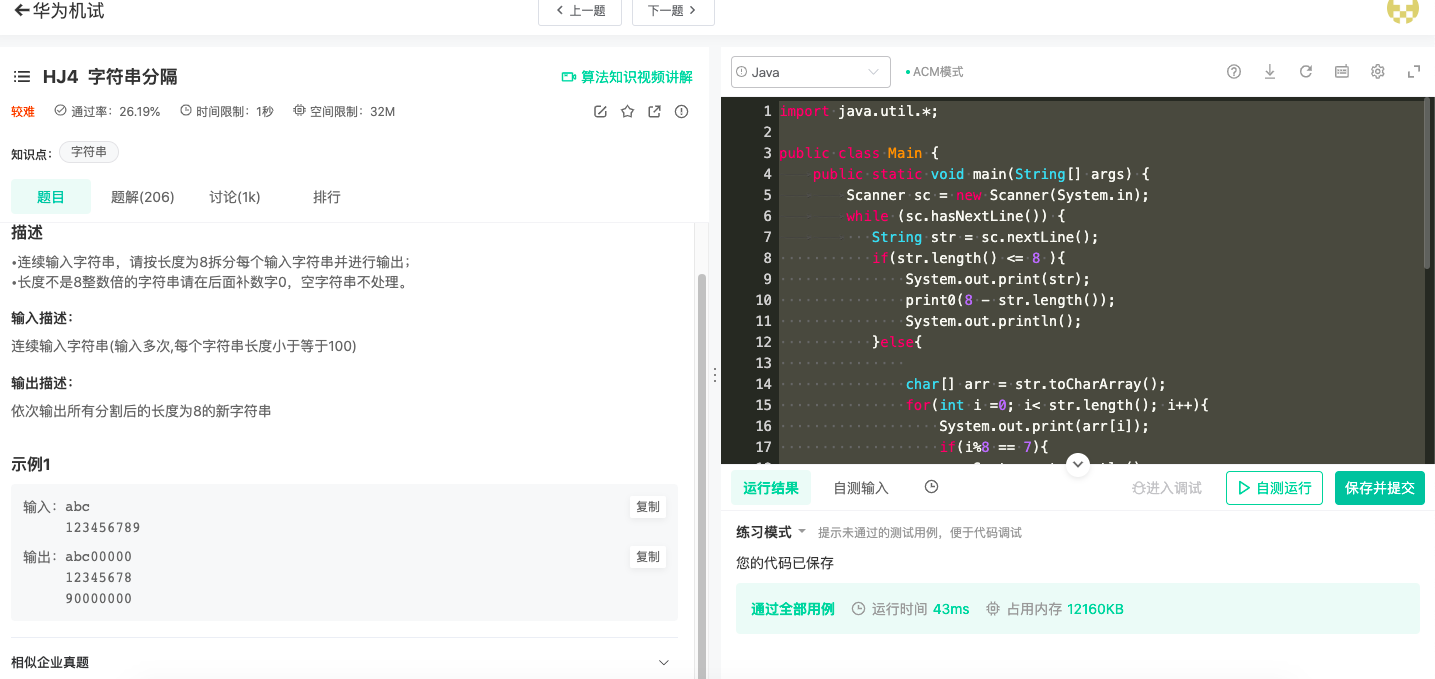 华为机试
上一题
下一题
HJ4 字符串分隔
算法知识视频讲解
较难 通过率：26.19% 时间限制：1秒 空间限制：32M
知识点： 字符串
题目 题解(206) 讨论(1k) 排行
描述
•连续输入字符串，请按长度为8拆分每个输入字符串并进行输出；
•长度不是8整数倍的字符串请在后面补数字0，空字符串不处理。
输入描述：
连续输入字符串(输入多次,每个字符串长度小于等于100)
输出描述：
依次输出所有分割后的长度为8的新字符串
示例1
输入：abc 复制
123456789
输出：abc00000 复制
12345678
90000000
相似企业真题
Java •ACM模式
1 import java.util.*;
2
3 public class Main {
4 public static void main(String[] args) {
5 Scanner sc = new Scanner(System.in);
6 while (sc.hasNextLine()) {
7 String str = sc.nextLine();
8 if(str.length() <= 8 ){
9 System.out.print(str);
10 print0(8 - str.length());
11 System.out.println();
12 }else{
13
14 char[] arr = str.toCharArray();
15 for(int i =0; i< str.length(); i++){
16 System.out.print(arr[i]);
17 if(i%8 == 7){
运行结果 自测输入 进入调试 自测运行 保存并提交
练习模式 提示未通过的测试用例，便于代码调试
您的代码已保存
通过全部用例 运行时间 43ms 占用内存 12160KB